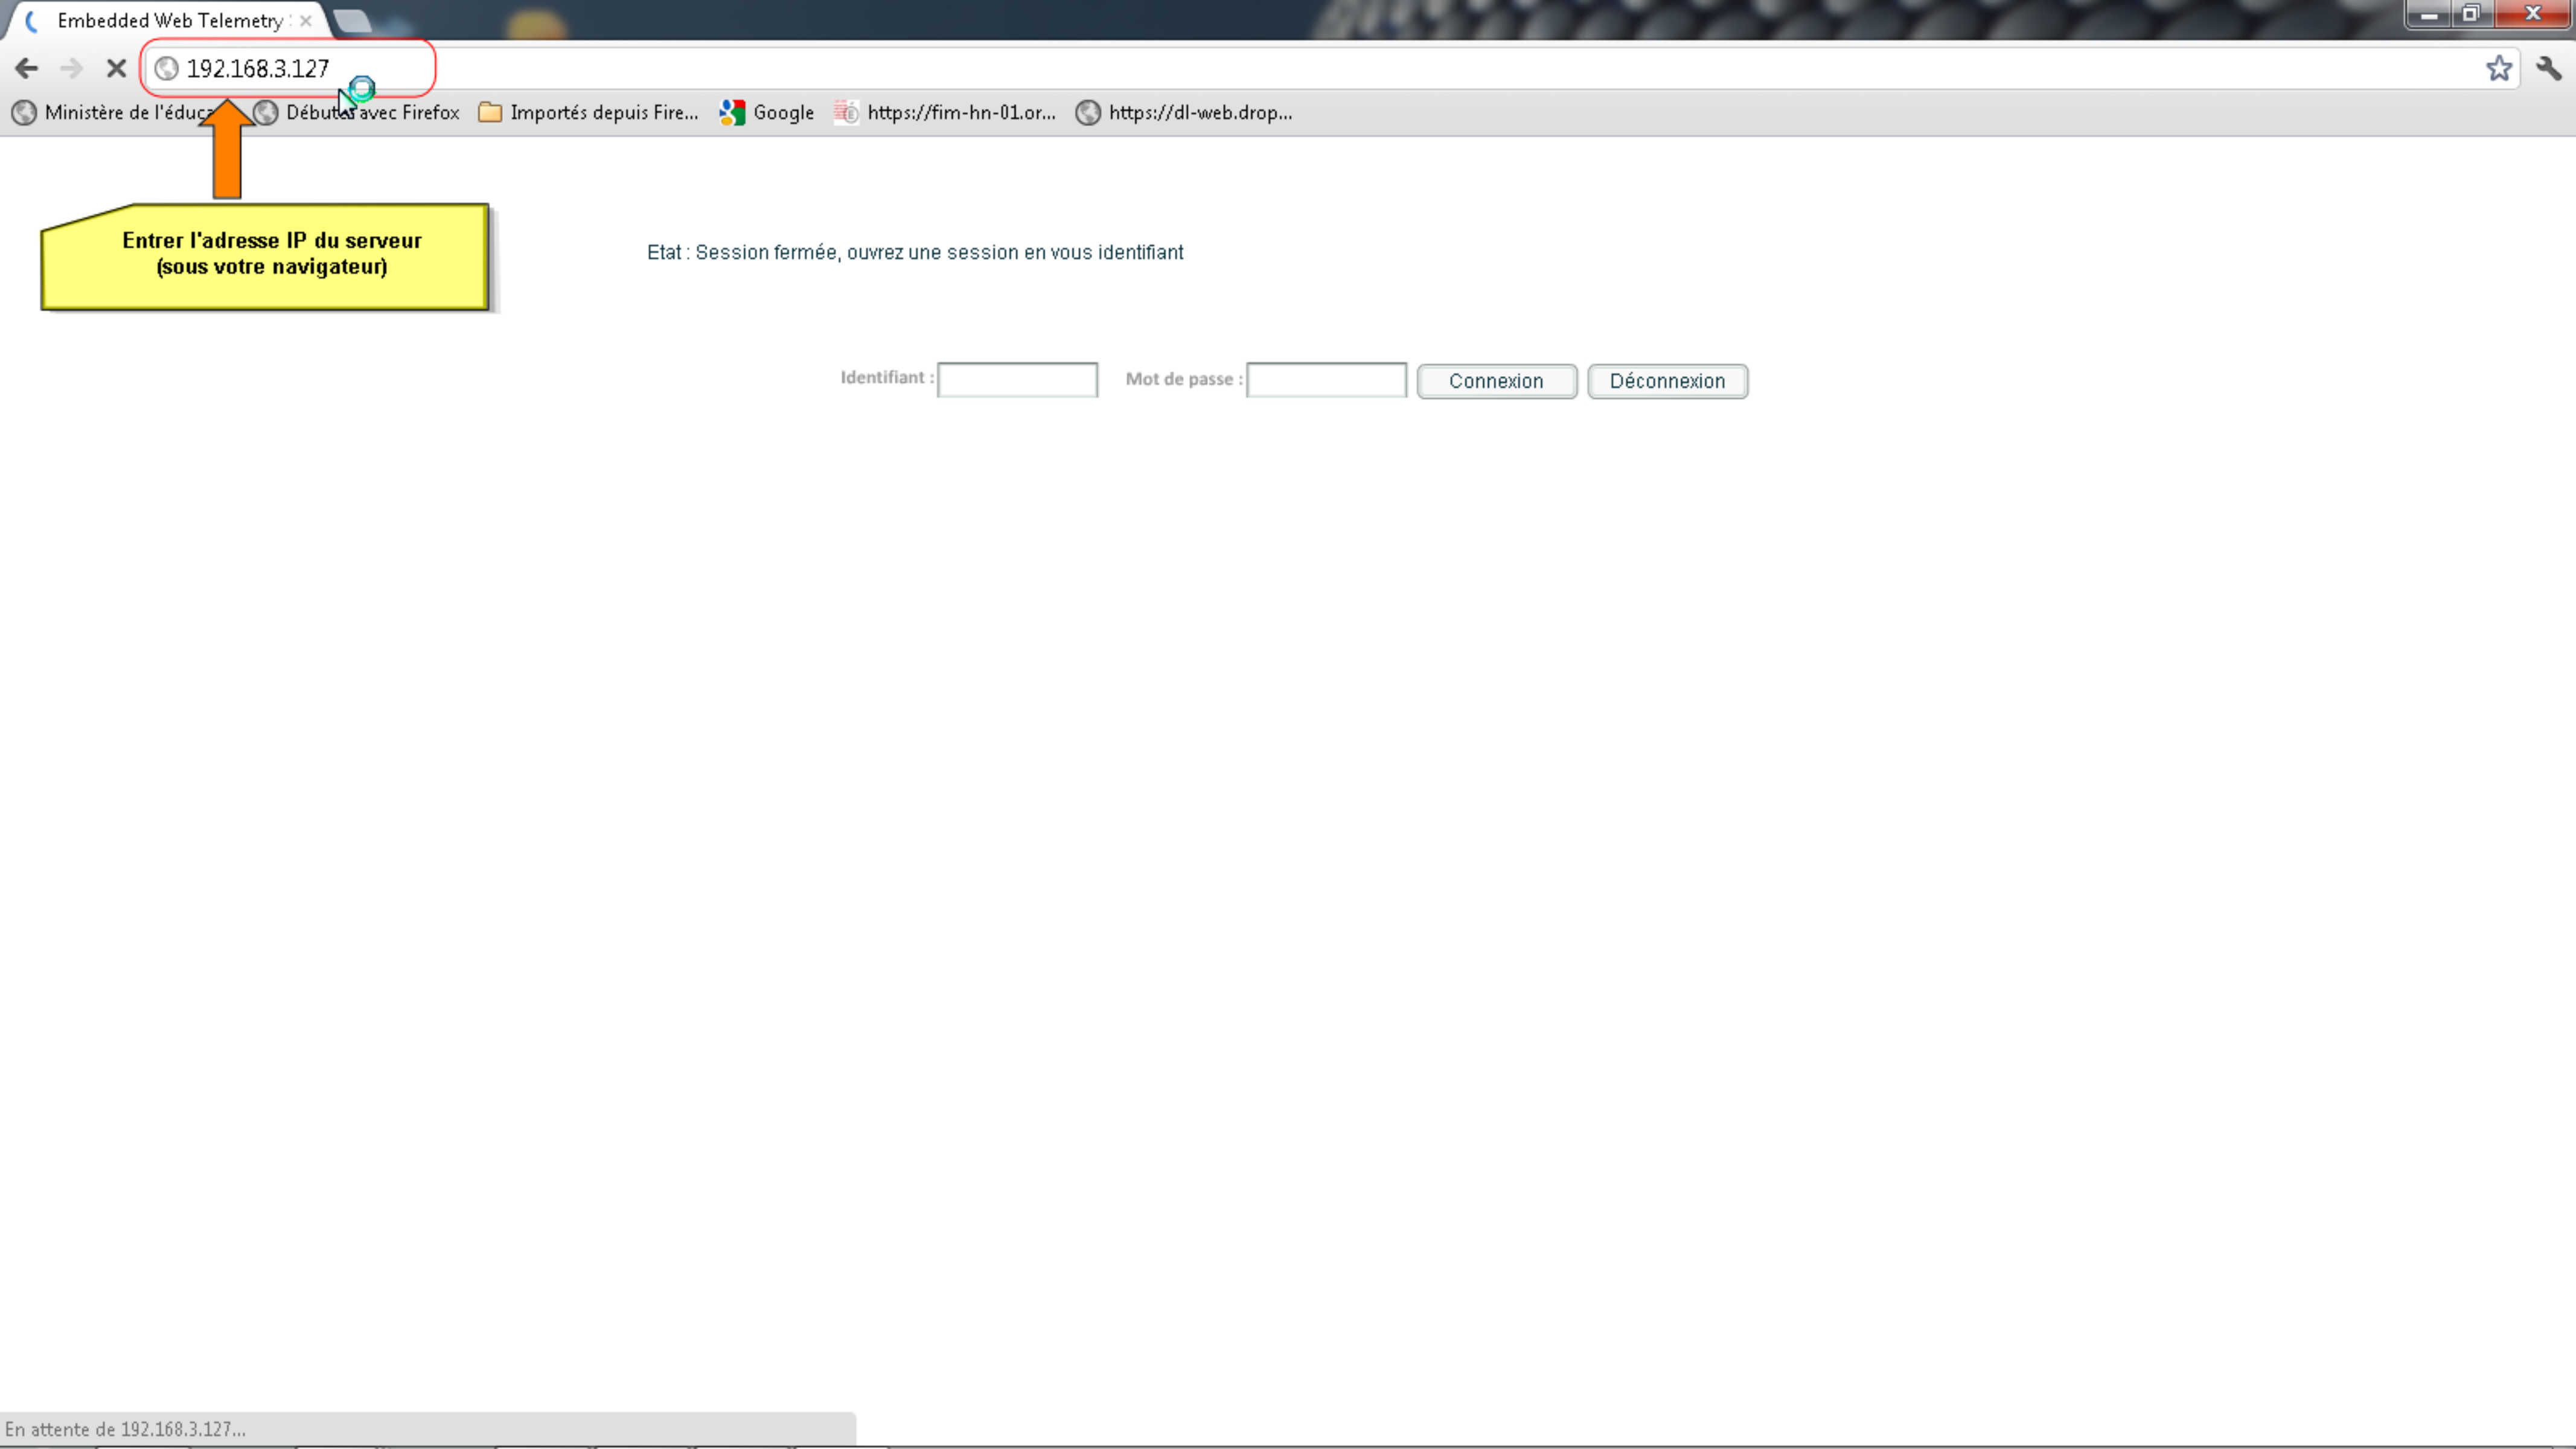 Embedded Web Telemetry
192.168.3.127
Ministère de l'éduca Débuter avec Firefox Importés depuis Fire... Google https://fim-hn-01.or... https://dl-web.drop...
Entrer l'adresse IP du serveur
(sous votre navigateur)
Etat : Session fermée, ouvrez une session en vous identifiant
Identifiant : Mot de passe : Connexion Déconnexion
En attente de 192.168.3.127...